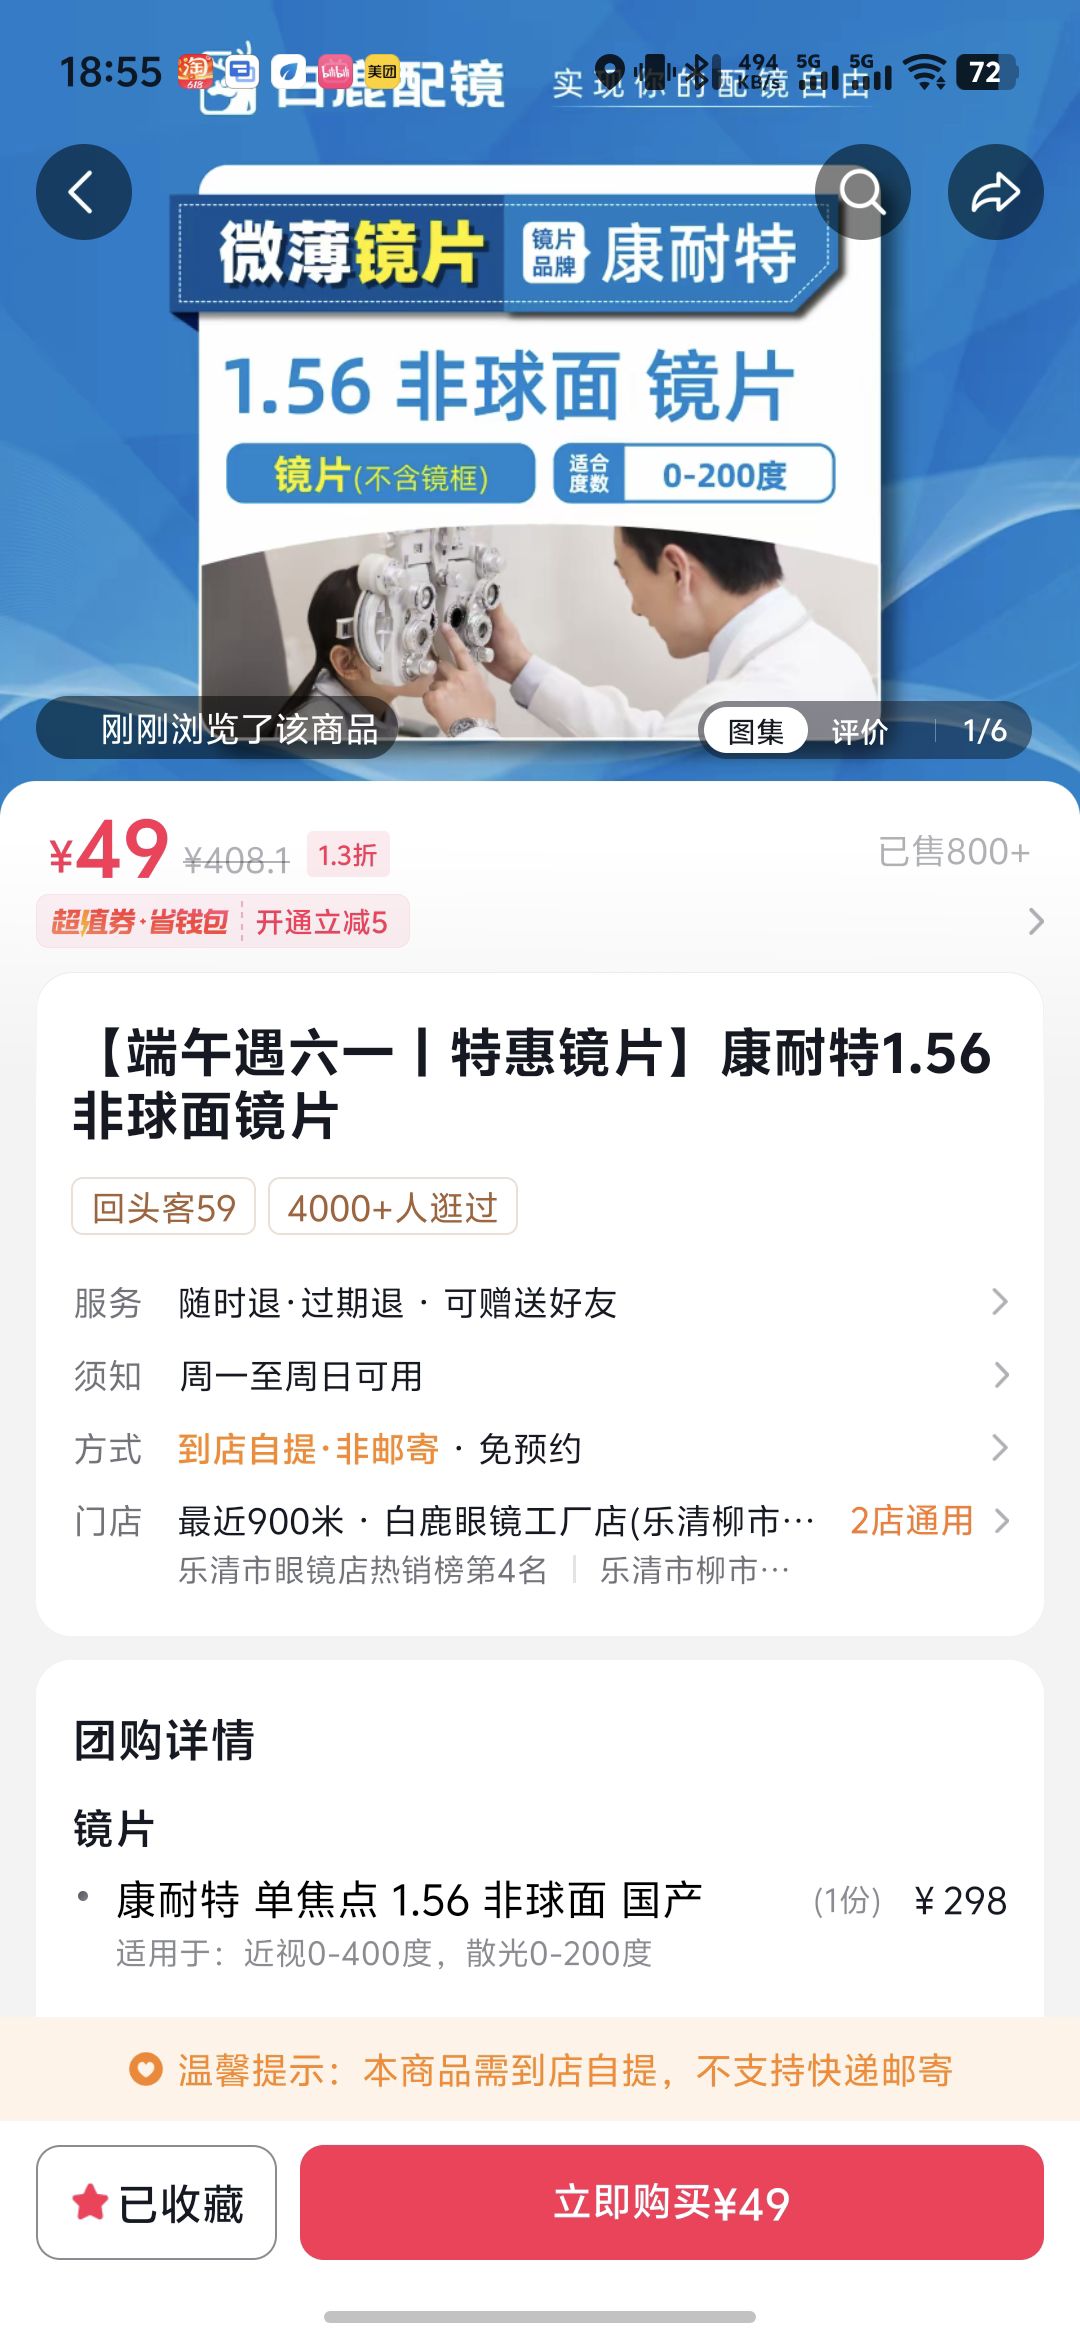 18:55
494 KB/s 5G 5G 72
白鹿配镜 实现你的配镜自由
微薄镜片 镜片品牌 康耐特
1.56 非球面 镜片
镜片(不含镜框) 适合度数 0-200度
刚刚浏览了该商品
图集 评价 1/6
¥49 ¥408.1 1.3折 已售800+
超值券·省钱包 开通立减5
【端午遇六一丨特惠镜片】康耐特1.56
非球面镜片
回头客59 4000+人逛过
服务 随时退·过期退 · 可赠送好友
须知 周一至周日可用
方式 到店自提·非邮寄 · 免预约
门店 最近900米 · 白鹿眼镜工厂店(乐清柳市… 2店通用
乐清市眼镜店热销榜第4名 乐清市柳市…
团购详情
镜片
• 康耐特 单焦点 1.56 非球面 国产 (1份) ¥298
适用于：近视0-400度，散光0-200度
温馨提示：本商品需到店自提，不支持快递邮寄
已收藏 立即购买¥49